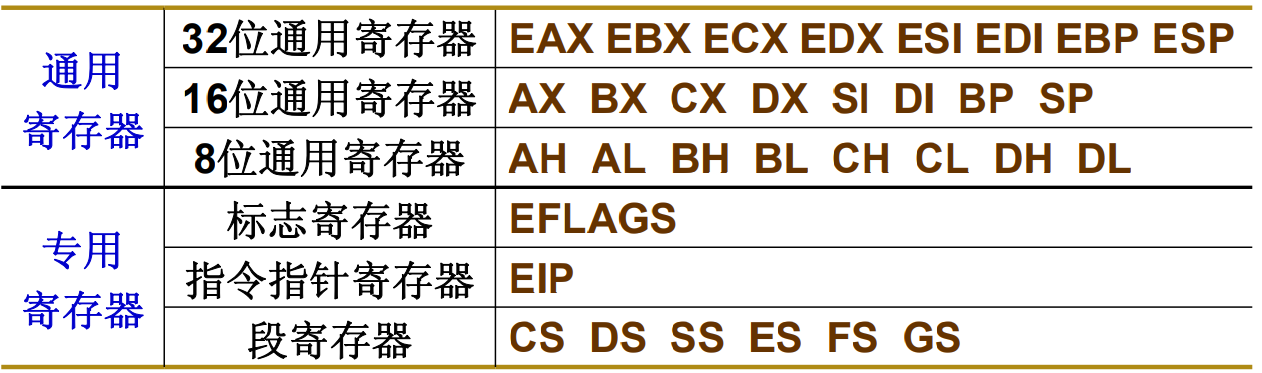 通用
寄存器
32位通用寄存器 EAX EBX ECX EDX ESI EDI EBP ESP
16位通用寄存器 AX BX CX DX SI DI BP SP
8位通用寄存器 AH AL BH BL CH CL DH DL
专用
寄存器
标志寄存器 EFLAGS
指令指针寄存器 EIP
段寄存器 CS DS SS ES FS GS